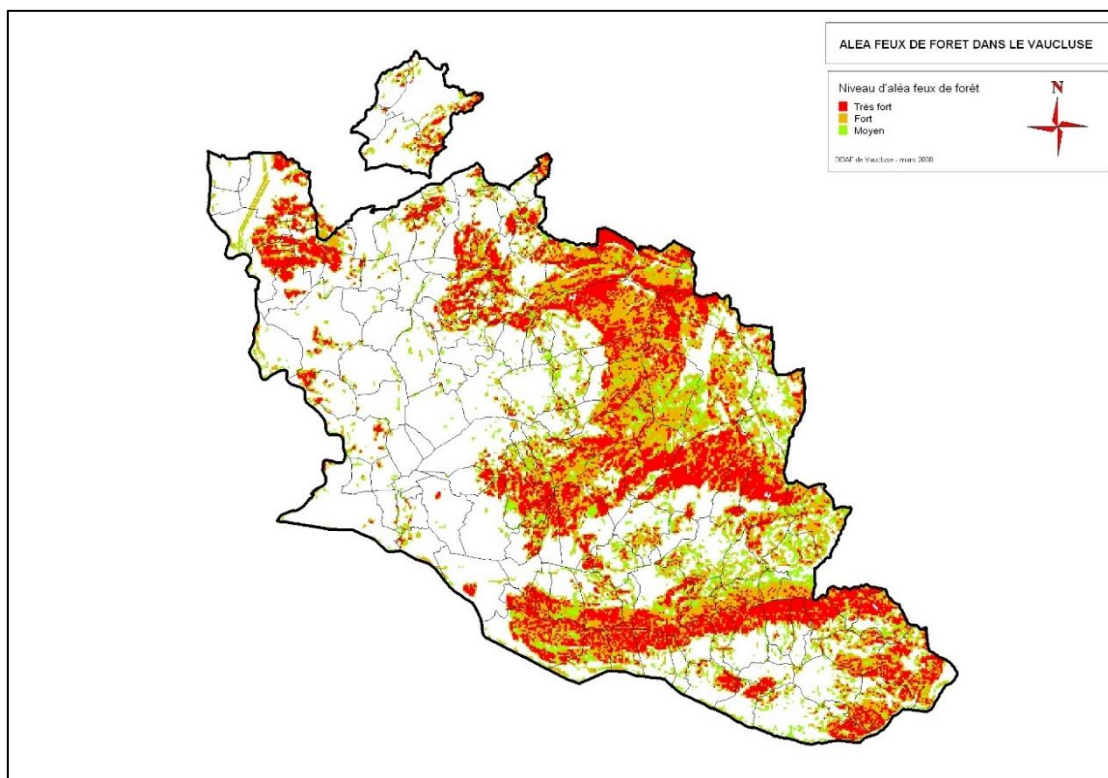 ALEA FEUX DE FORET DANS LE VAUCLUSE
Niveau d'aléa feux de forêt
N
Très fort
Fort
Moyen
DDAF de Vaucluse - mars